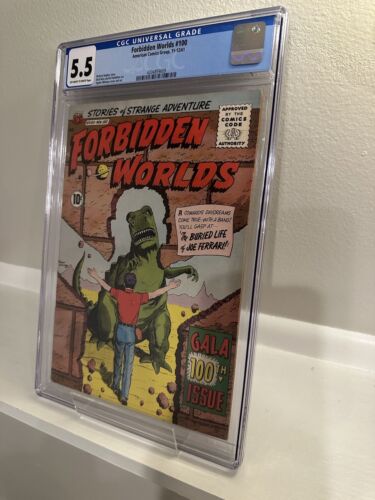 CGC UNIVERSAL GRADE
5.5
Forbidden Worlds #100
American Comics Group, 11-12/61
STORIES of STRANGE ADVENTURE
APPROVED
BY THE
COMICS
CODE
AUTHORITY
FORBIDDEN
WORLDS
10¢
A COWARD'S DAYDREAMS
COME TRUE-WITH A BANG!
YOU'LL GASP AT
"The BURIED LIFE
of JOE FERRAR!"
GALA
100TH
ISSUE